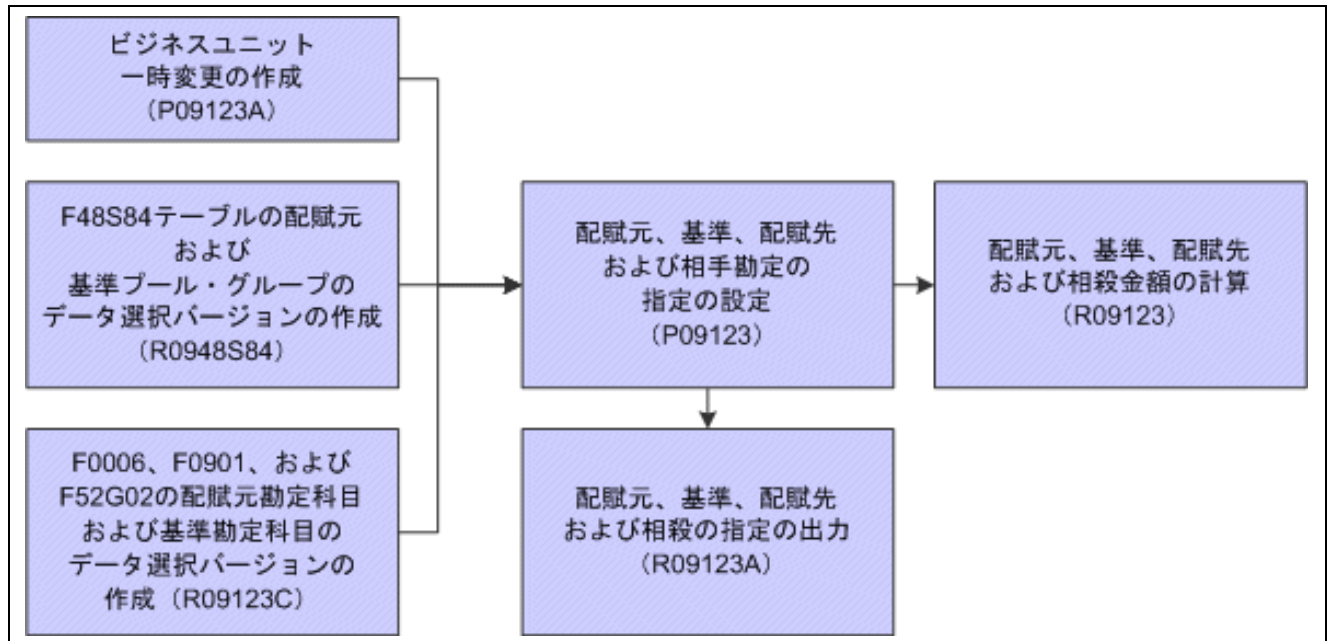 ビジネスユニット
一時変更の作成
(P09123A)
F48S84テーブルの配賦元
および
基準プール・グループの
データ選択バージョンの作成
(R0948S84)
F0006、F0901、および
F52G02の配賦元勘定科目
および基準勘定科目の
データ選択バージョンの
作成(R09123C)
配賦元、基準、配賦先
および相手勘定の
指定の設定
(P09123)
配賦元、基準、配賦先
および相殺の指定の出力
(R09123A)
配賦元、基準、配賦先
および相殺金額の計算
(R09123)